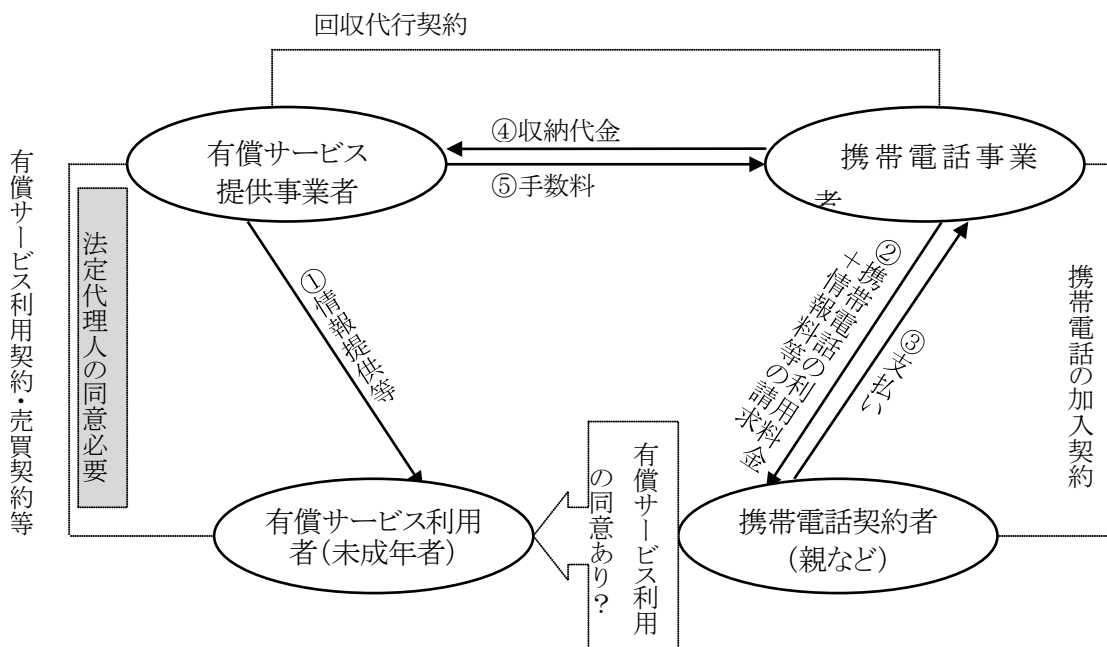 回収代行契約
有償サービス
提供事業者
④収納代金
⑤手数料
携帯電話事業
者
有償サービス利用契約・売買契約等
法定代理人の同意必要
①情報提供等
②携帯電話の利用料金
＋情報料等の請求
③支払い
携帯電話の加入契約
有償サービス利用
者（未成年者）
有償サービス利用
の同意あり？
携帯電話契約者
（親など）